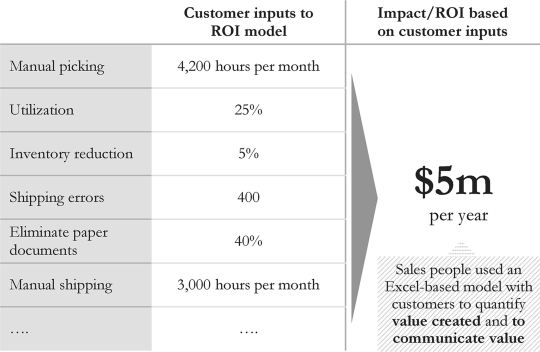 Customer inputs to
ROI model
Impact/ROI based
on customer inputs
Manual picking
4,200 hours per month
Utilization
25%
Inventory reduction
5%
Shipping errors
400
Eliminate paper
documents
40%
Manual shipping
3,000 hours per month
....
....
$5m
per year
Sales people used an
Excel-based model with
customers to quantify
value created and to
communicate value